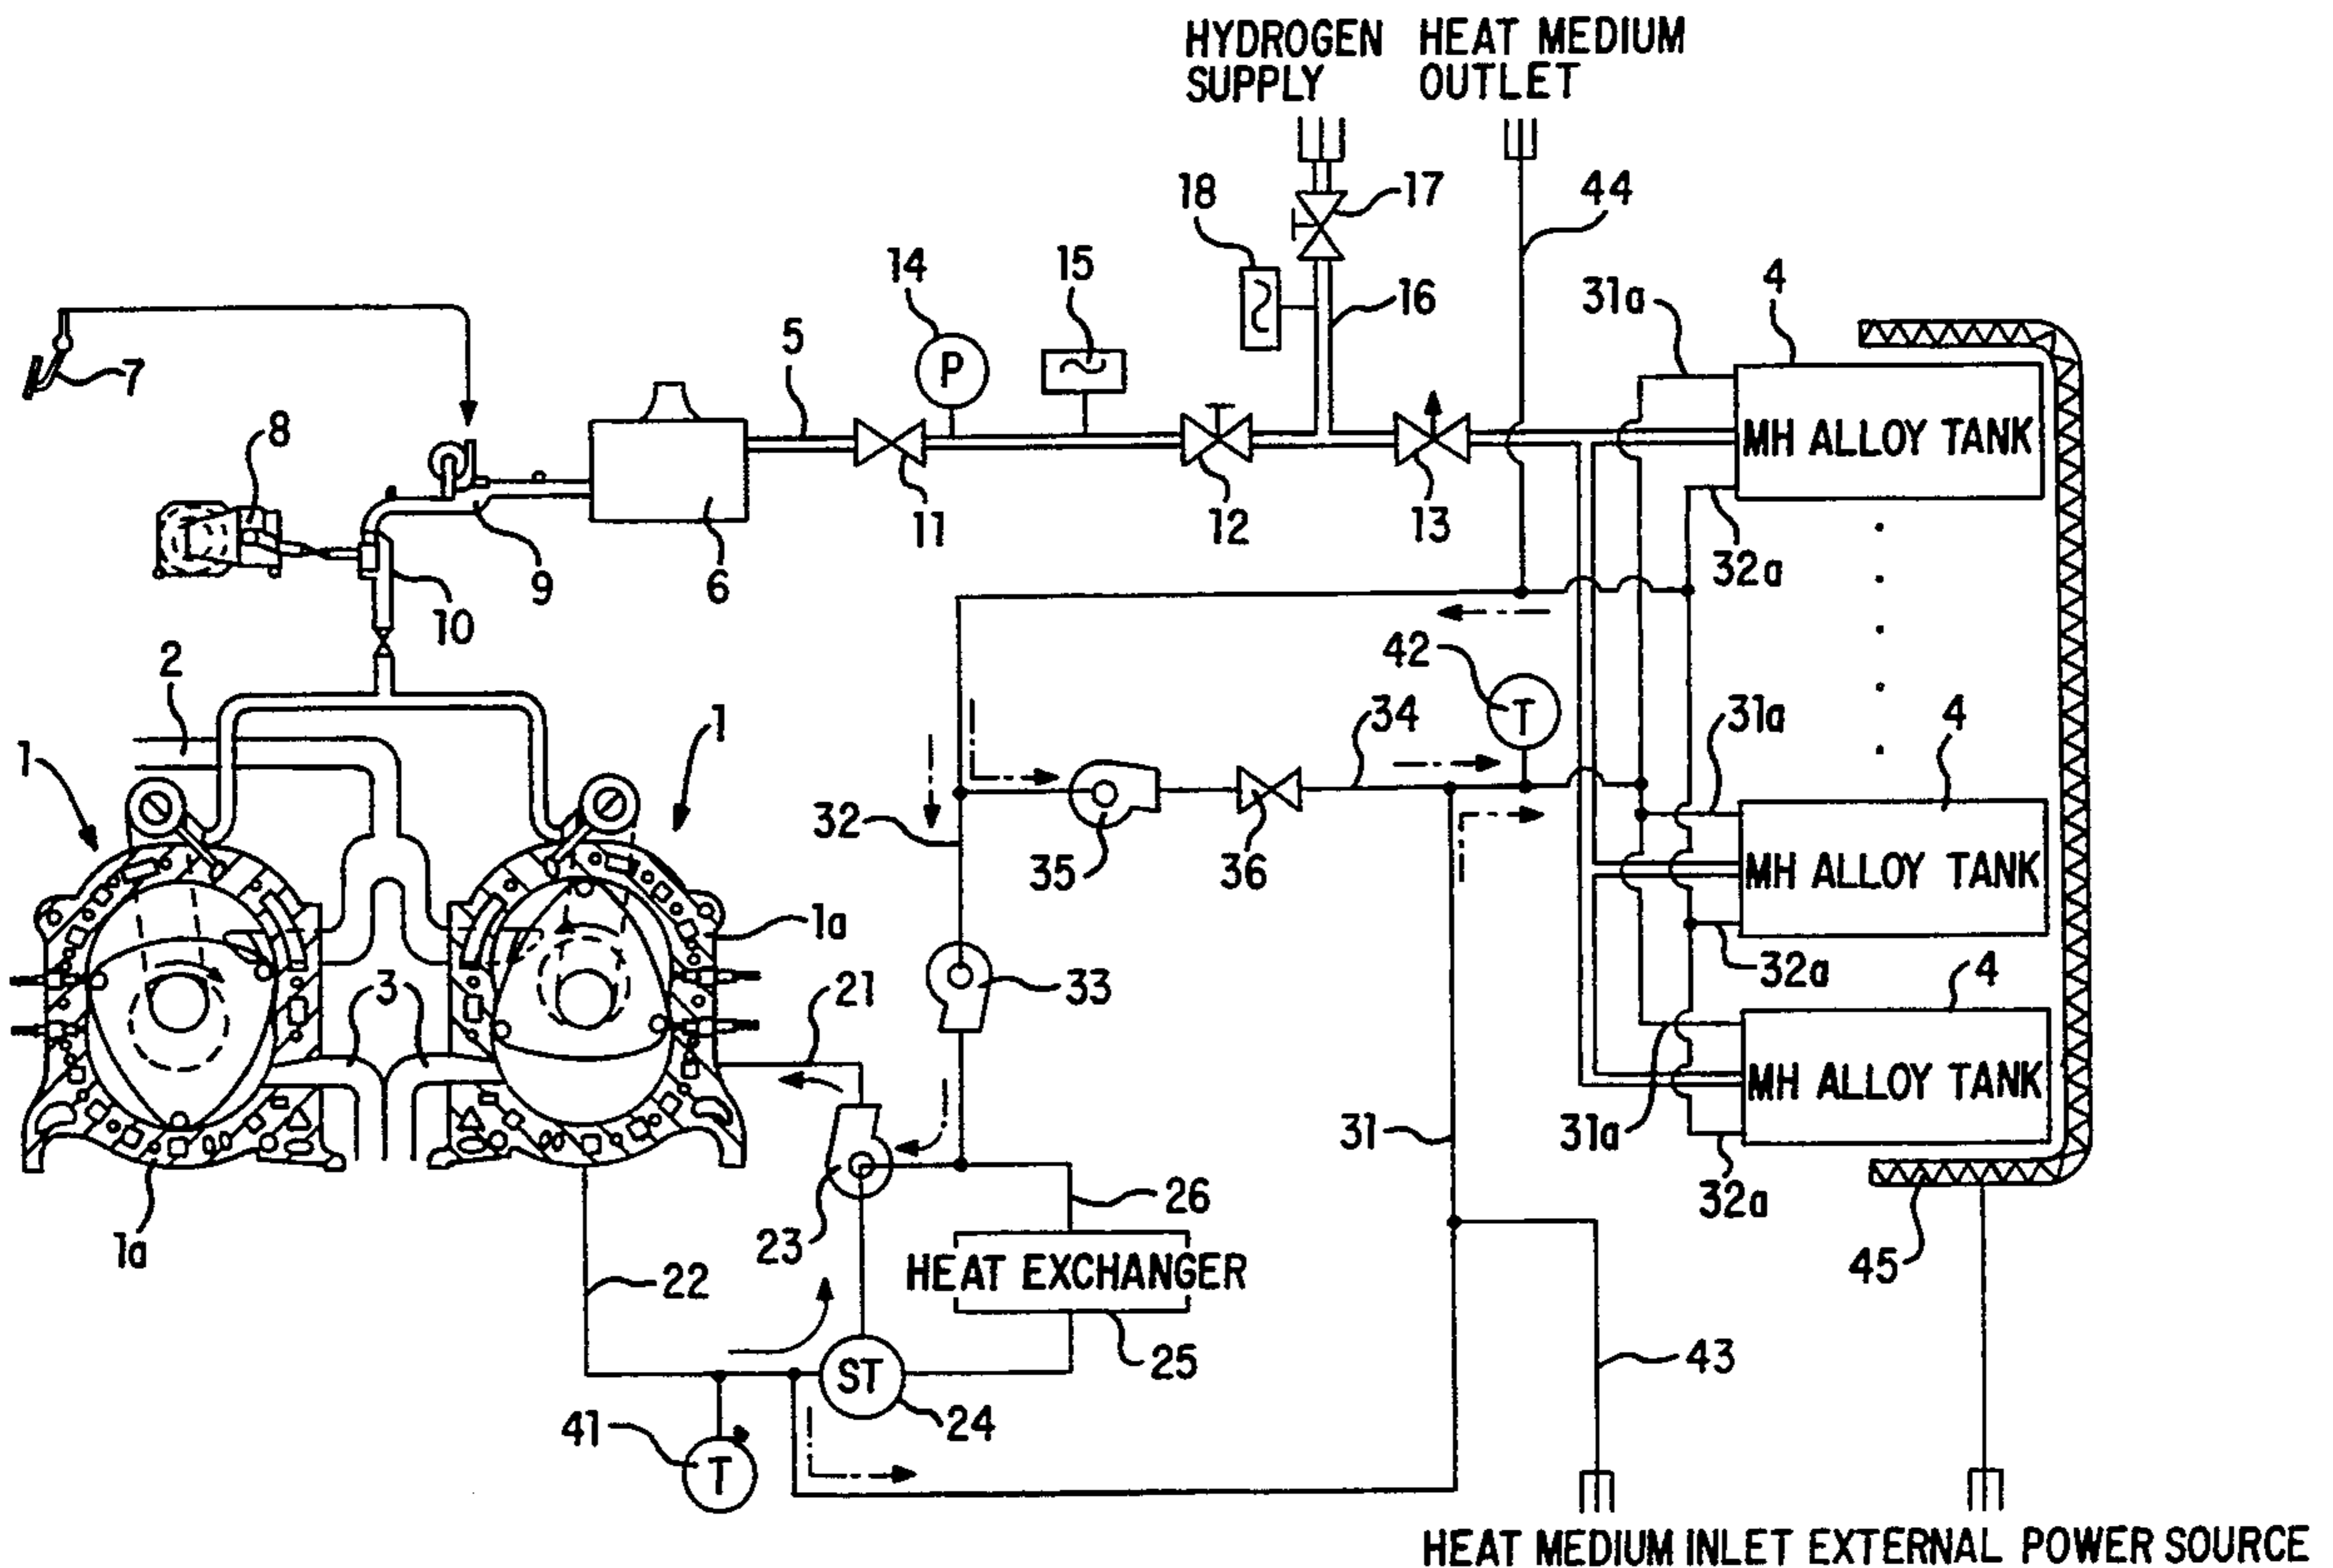 HYDROGEN SUPPLY
HEAT MEDIUM OUTLET
18
17
44
14
15
16
31a
4
5
P
7
8
MH ALLOY TANK
11
12
13
6
9
10
32a
2
42
T
34
31a
4
1
1
32
35
36
MH ALLOY TANK
1a
32a
4
3
21
33
MH ALLOY TANK
31
31a
32a
26
1a
23
HEAT EXCHANGER
45
22
25
43
ST
24
41
T
HEAT MEDIUM INLET
EXTERNAL POWER SOURCE